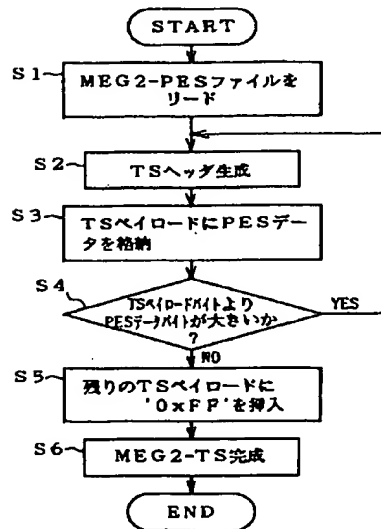 START
S1
MEG2-PESファイルを
リード
S2
TSヘッダ生成
S3
TSペイロードにPESデー
タを格納
S4
TSペイロードバイトより
PESデータバイトが大きいか
?
YES
NO
S5
残りのTSペイロードに
'0xFF'を挿入
S6
MEG2-TS完成
END